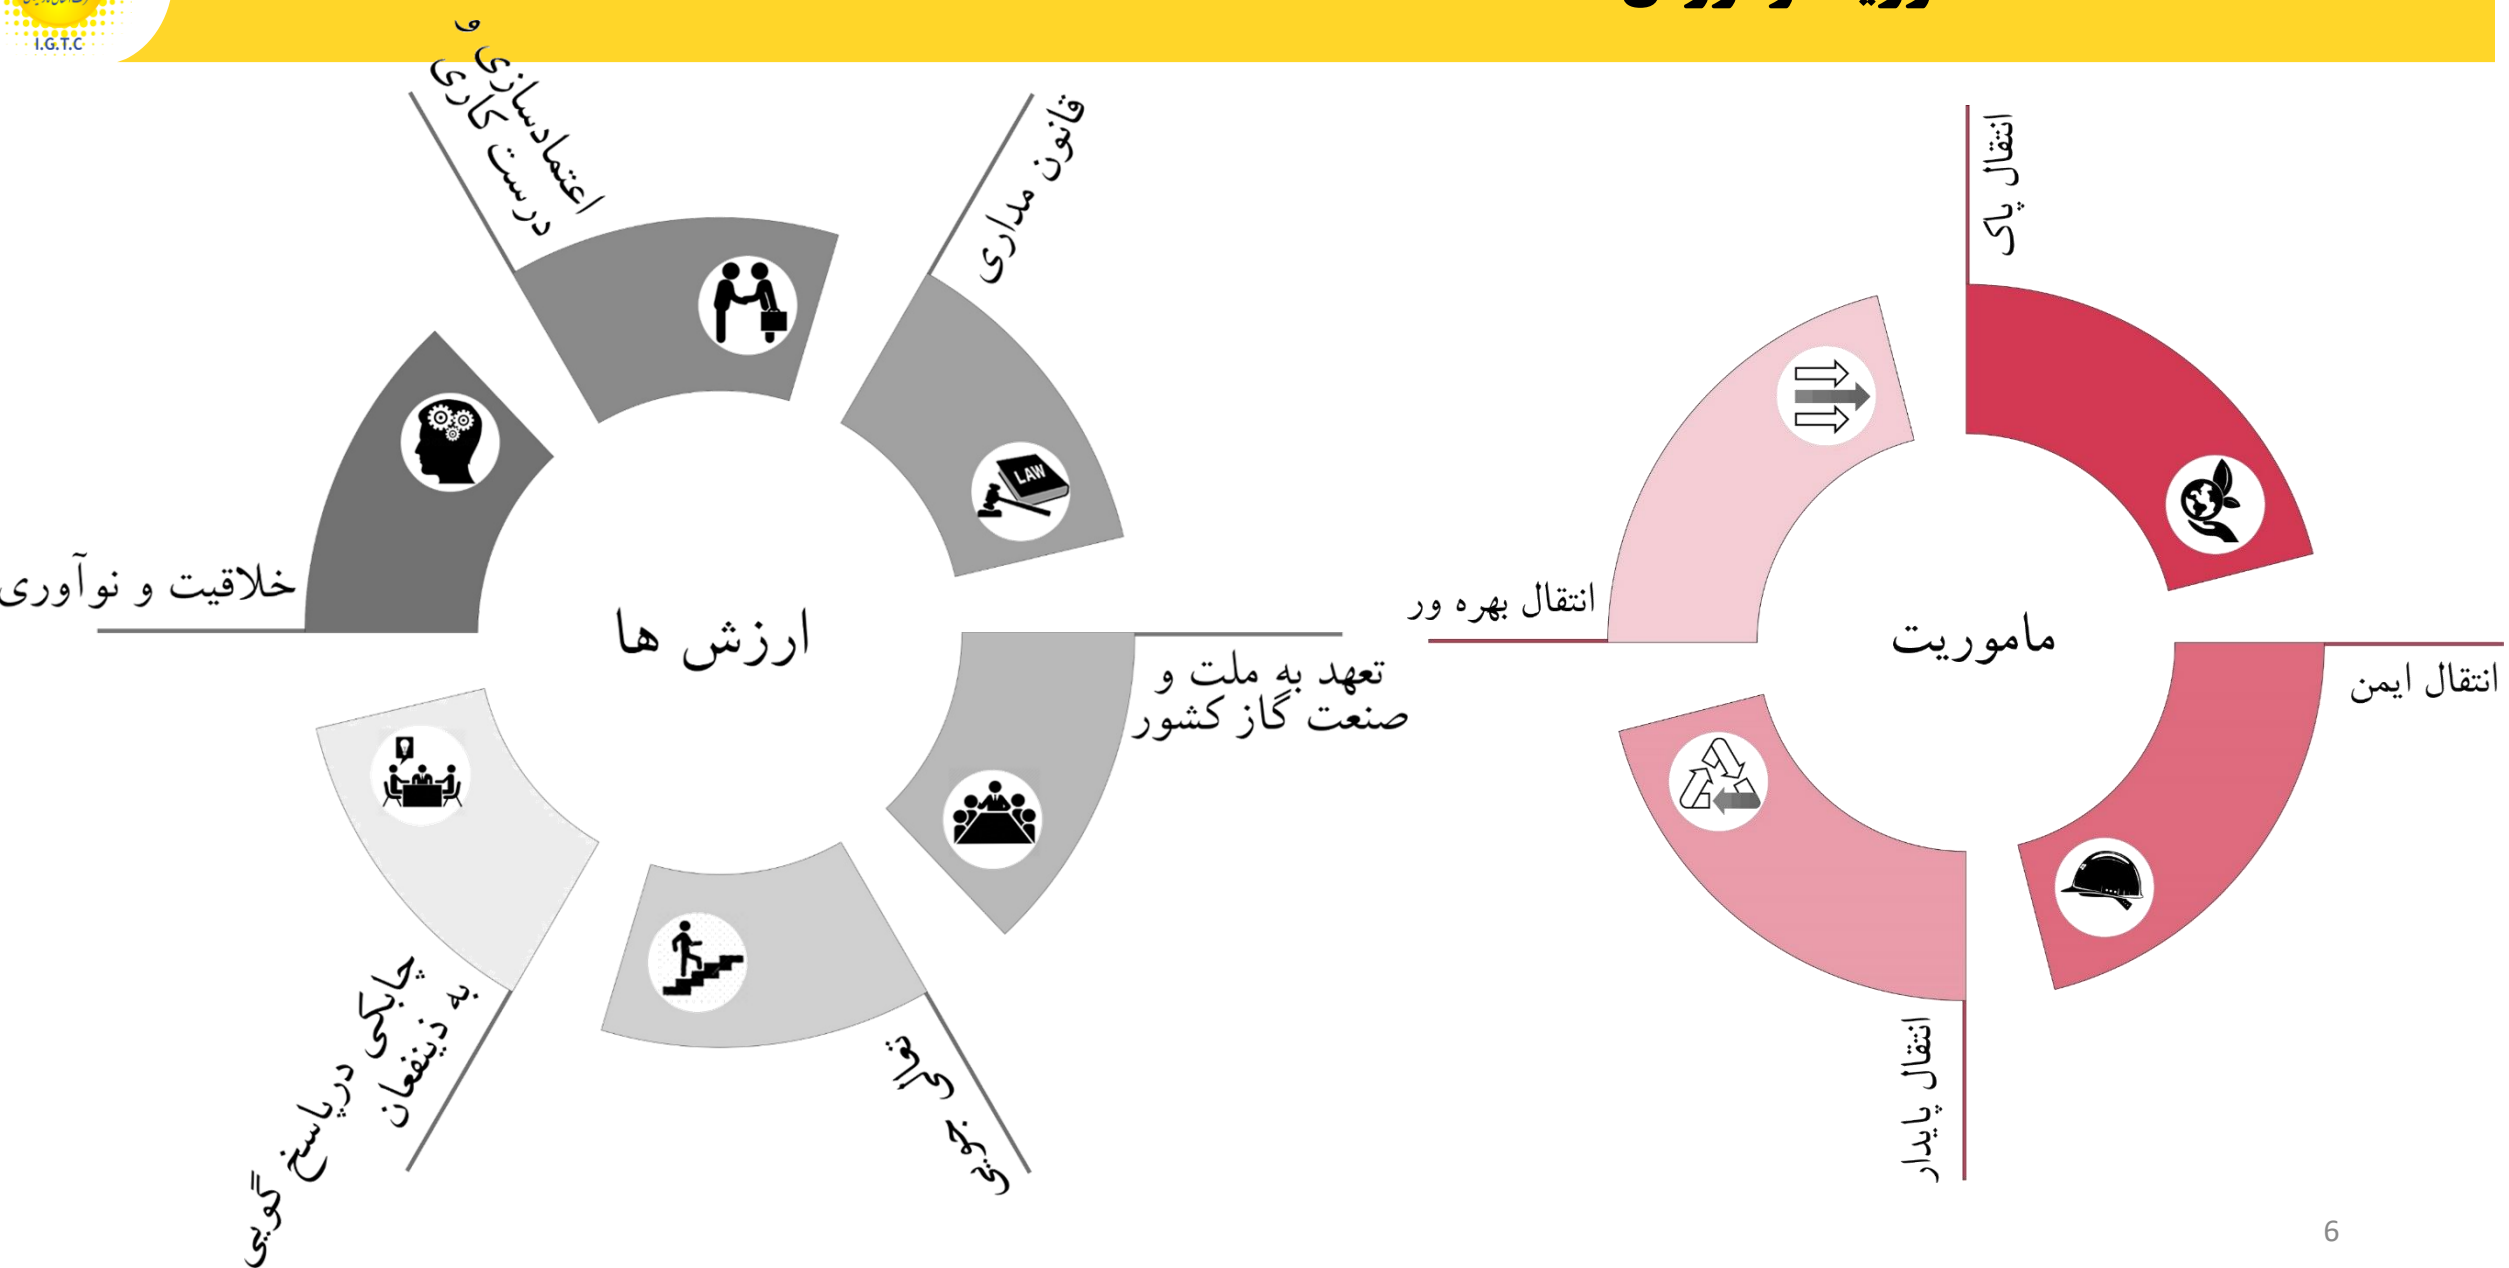 I.G.T.C
ماموریت
انتقال پاک
انتقال ایمن
انتقال پایدار
انتقال بهره ور
ارزش ها
قانون مداری
تعهد به ملت و
صنعت گاز کشور
چابکی درپاسخ گویی
به ذینفعان
خلاقیت و نوآوری
اعتمادسازی و
درست کاری
6